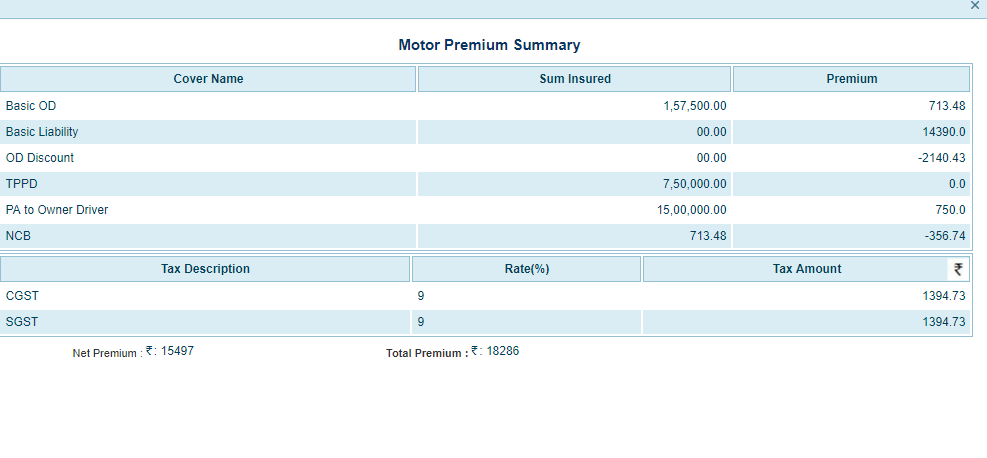 ×
Motor Premium Summary
Cover Name Sum Insured Premium
Basic OD 1,57,500.00 713.48
Basic Liability 00.00 14390.0
OD Discount 00.00 -2140.43
TPPD 7,50,000.00 0.0
PA to Owner Driver 15,00,000.00 750.0
NCB 713.48 -356.74
Tax Description Rate(%) Tax Amount ₹
CGST 9 1394.73
SGST 9 1394.73
Net Premium : ₹: 15497 Total Premium : ₹: 18286